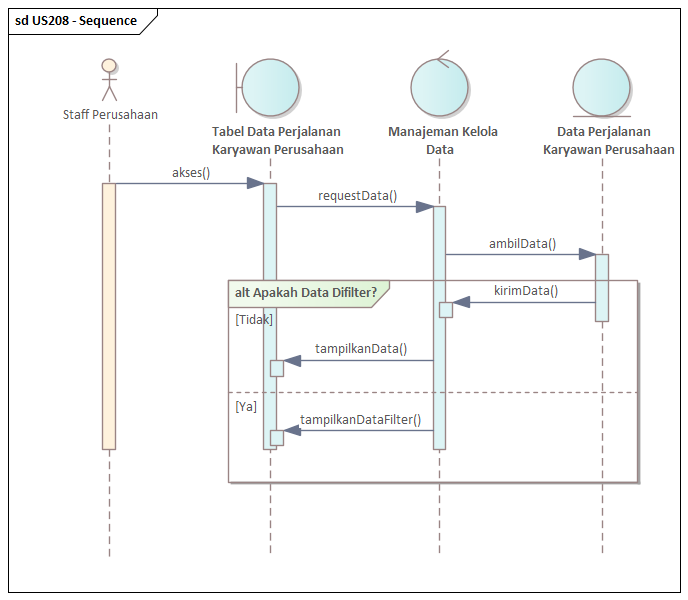 sd US208 - Sequence
Staff Perusahaan
Tabel Data Perjalanan
Karyawan Perusahaan
Manajeman Kelola
Data
Data Perjalanan
Karyawan Perusahaan
akses()
requestData()
ambilData()
alt Apakah Data Difilter?
kirimData()
[Tidak]
tampilkanData()
[Ya]
tampilkanDataFilter()